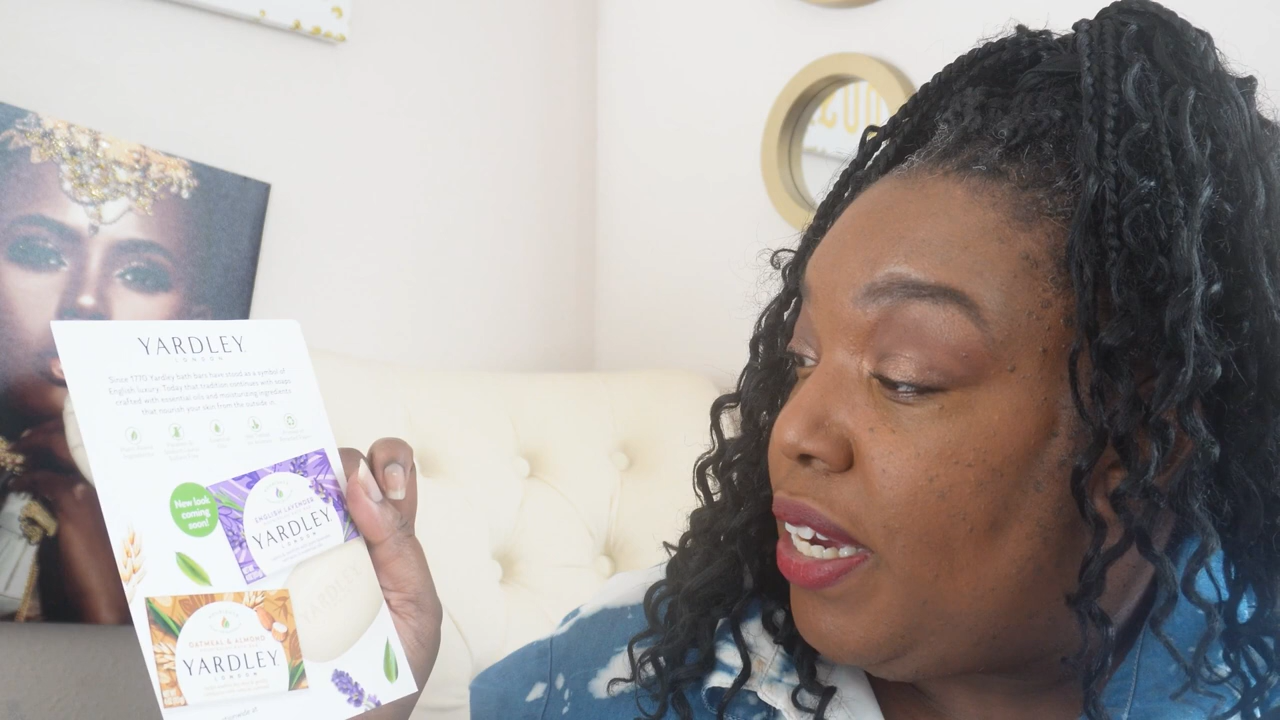 YARDLEY
LONDON
Since 1770 Yardley bath bars have stood as a symbol of
English luxury. Today that tradition continues with soaps
crafted with essential oils and moisturizing ingredients
that nourish your skin from the outside in.
New look
coming
soon!
ENGLISH LAVENDER
YARDLEY
LONDON
YARDLEY
OATMEAL & ALMOND
YARDLEY
LONDON